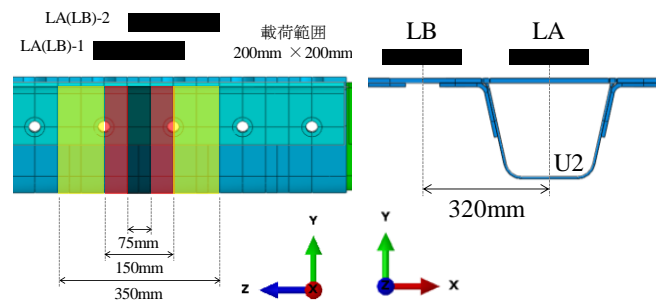 LA(LB)-2
LA(LB)-1
載荷範囲
200mm ×200mm
LB
LA
U2
320mm
75mm
150mm
350mm
Y
Z
X
Y
Z
X